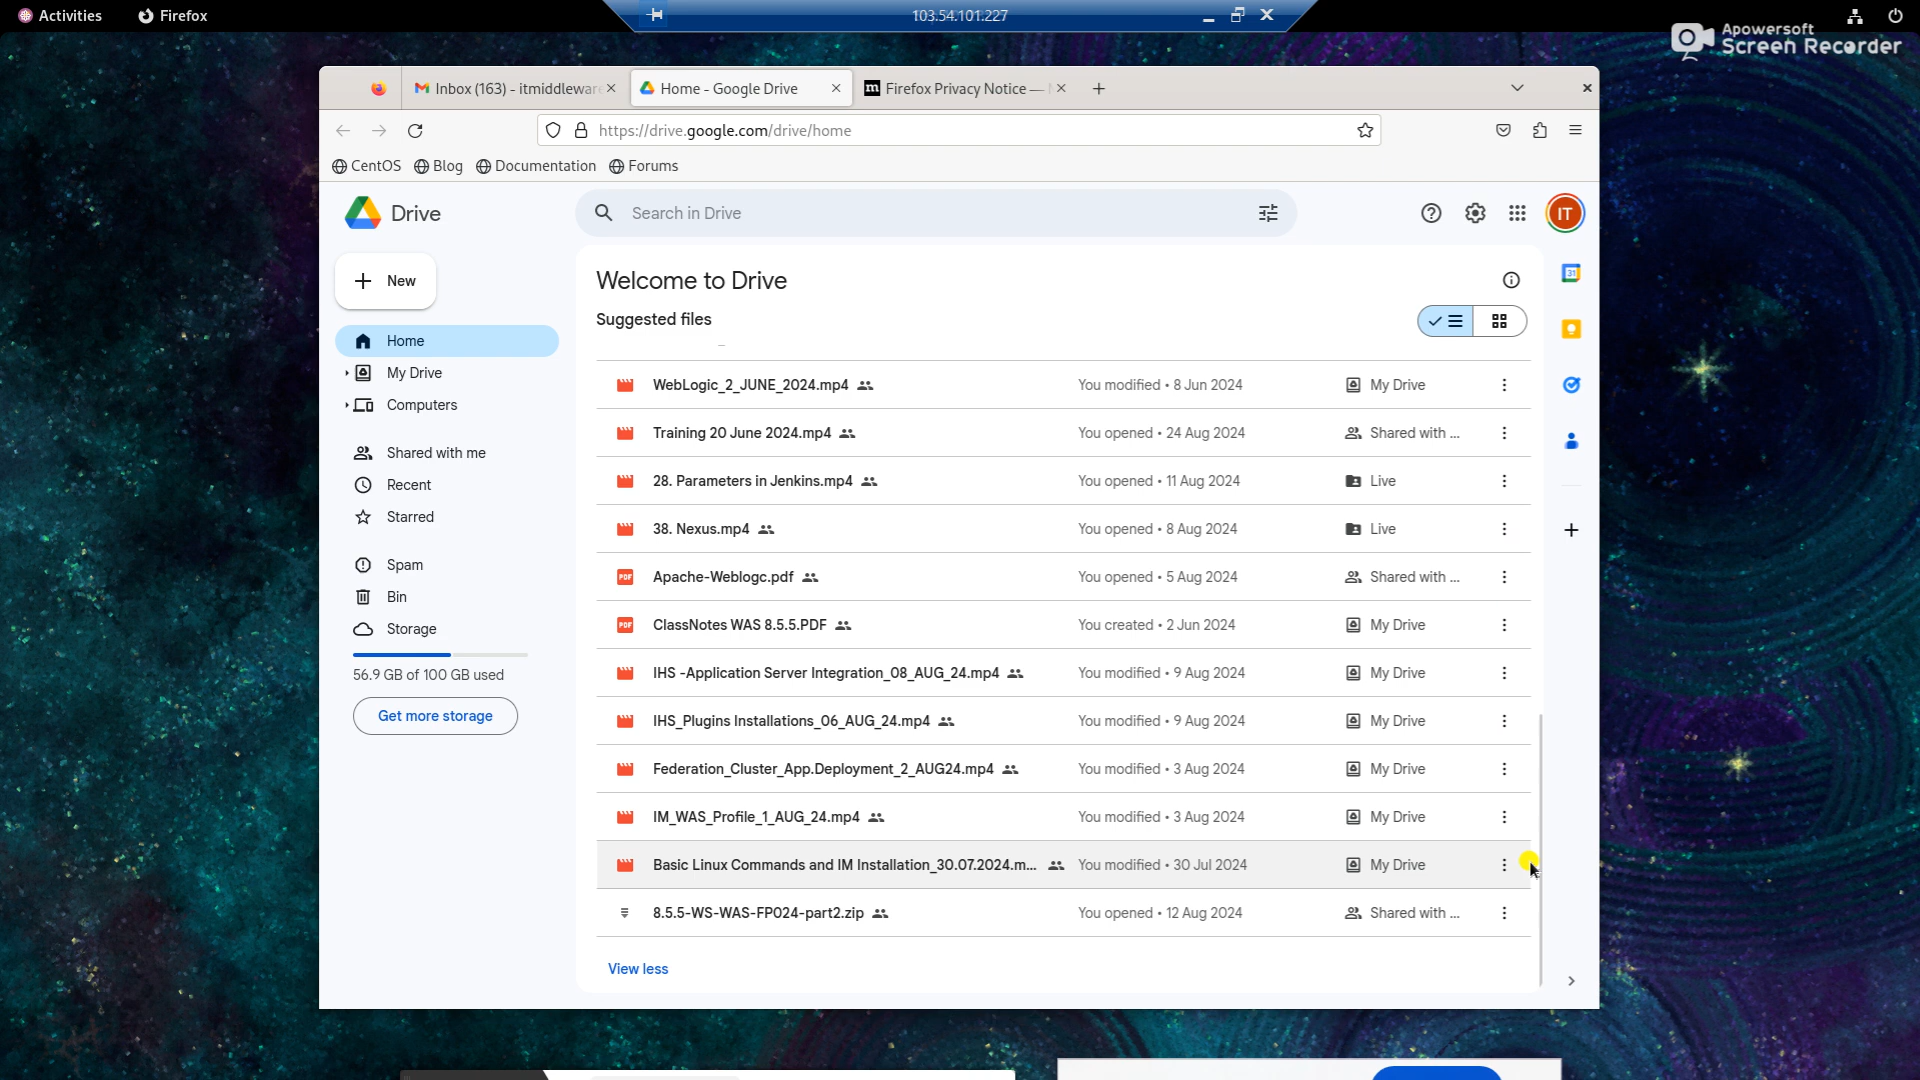 Activities Firefox 103.54.101.227
Apowersoft
Screen Recorder
Inbox (163) - itmiddleware Home - Google Drive Firefox Privacy Notice —
https://drive.google.com/drive/home
CentOS Blog Documentation Forums
Drive Search in Drive IT
New
Welcome to Drive
31
Suggested files
Home
My Drive
Computers
Shared with me
Recent
Starred
Spam
Bin
Storage
56.9 GB of 100 GB used
Get more storage
WebLogic_2_JUNE_2024.mp4 You modified • 8 Jun 2024 My Drive
Training 20 June 2024.mp4 You opened • 24 Aug 2024 Shared with ...
28. Parameters in Jenkins.mp4 You opened • 11 Aug 2024 Live
38. Nexus.mp4 You opened • 8 Aug 2024 Live
PDF Apache-Weblogc.pdf You opened • 5 Aug 2024 Shared with ...
PDF ClassNotes WAS 8.5.5.PDF You created • 2 Jun 2024 My Drive
IHS -Application Server Integration_08_AUG_24.mp4 You modified • 9 Aug 2024 My Drive
IHS_Plugins Installations_06_AUG_24.mp4 You modified • 9 Aug 2024 My Drive
Federation_Cluster_App.Deployment_2_AUG24.mp4 You modified • 3 Aug 2024 My Drive
IM_WAS_Profile_1_AUG_24.mp4 You modified • 3 Aug 2024 My Drive
Basic Linux Commands and IM Installation_30.07.2024.m... You modified • 30 Jul 2024 My Drive
8.5.5-WS-WAS-FP024-part2.zip You opened • 12 Aug 2024 Shared with ...
View less